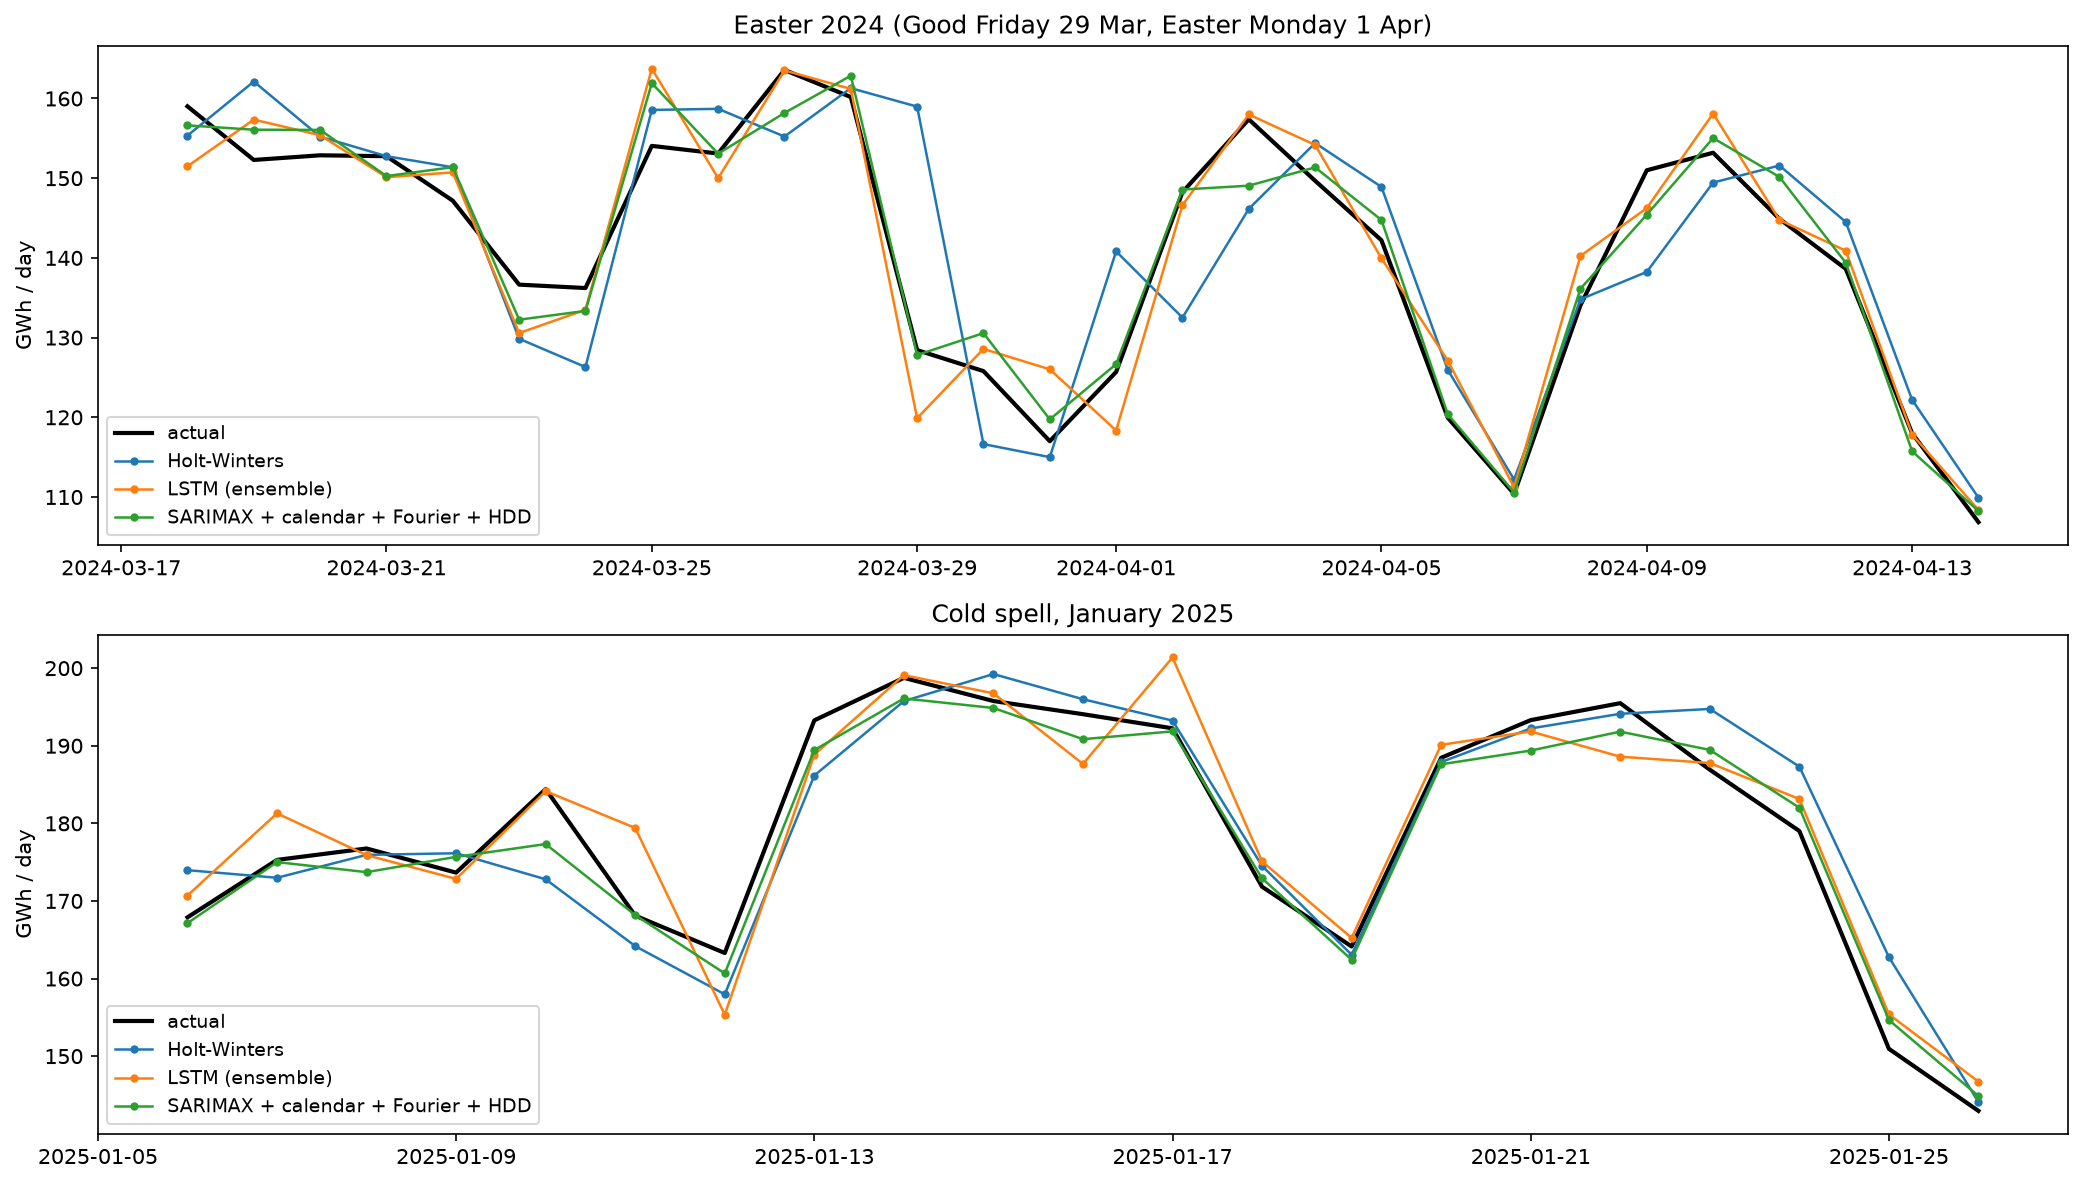 Easter 2024 (Good Friday 29 Mar, Easter Monday 1 Apr)
GWh / day
160
150
140
130
120
110
actual
Holt-Winters
LSTM (ensemble)
SARIMAX + calendar + Fourier + HDD
2024-03-17 2024-03-21 2024-03-25 2024-03-29 2024-04-01 2024-04-05 2024-04-09 2024-04-13
Cold spell, January 2025
GWh / day
200
190
180
170
160
150
actual
Holt-Winters
LSTM (ensemble)
SARIMAX + calendar + Fourier + HDD
2025-01-05 2025-01-09 2025-01-13 2025-01-17 2025-01-21 2025-01-25